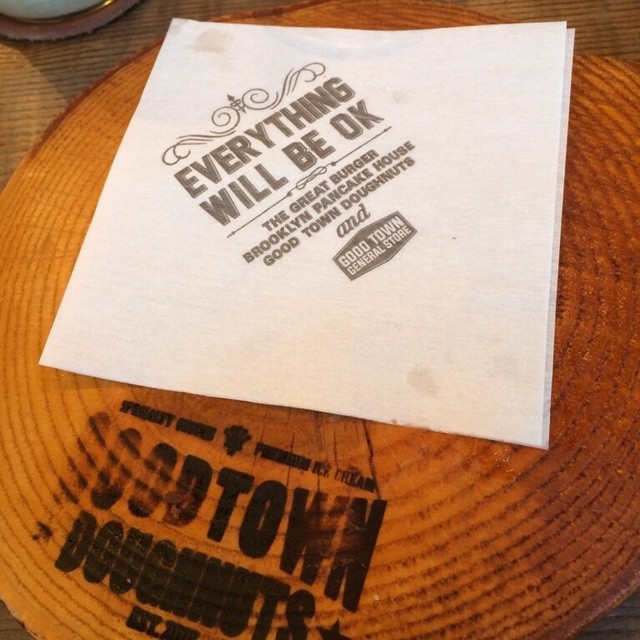 EVERYTHING
WILL BE OK
THE GREAT BURGER
BROOKLYN PANCAKE HOUSE
GOOD TOWN DOUGHNUTS
and
GOOD TOWN
GENERAL STORE
SPECIALTY COFFEE PREMIUM ICE CREAM
GOODTOWN
DOUGHNUTS
EST.